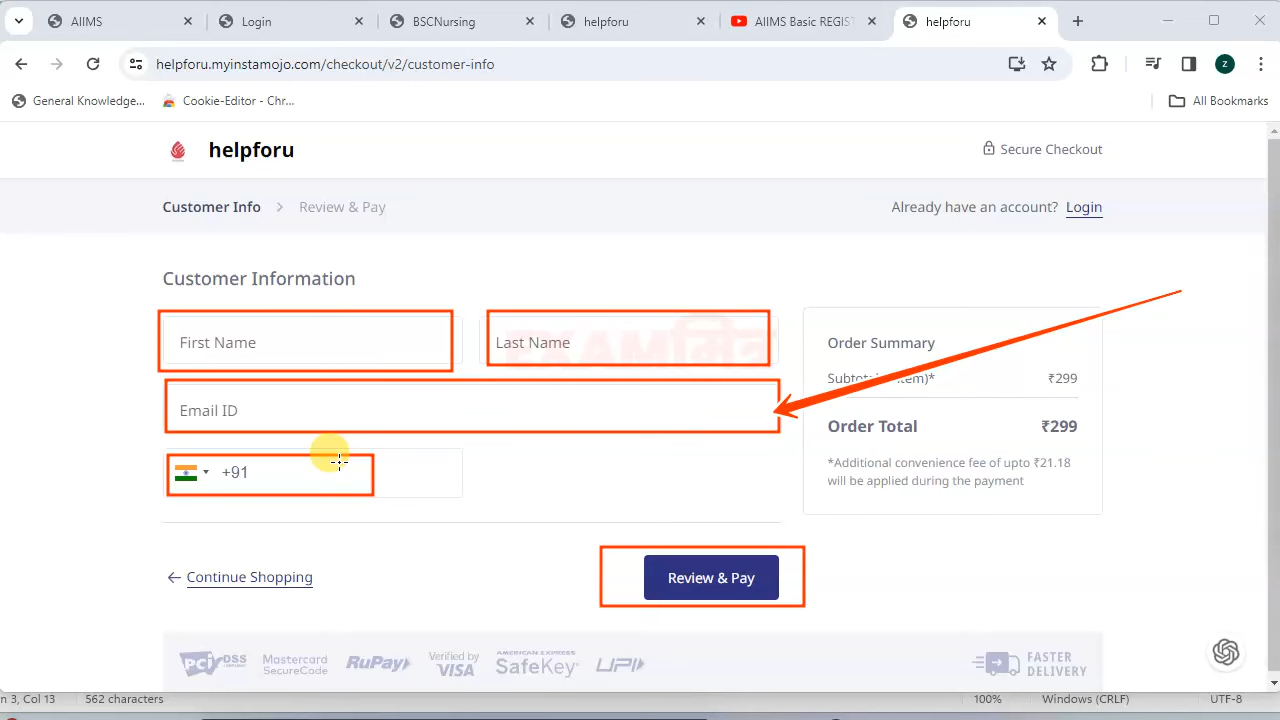 AIIMS
Login
BSCNursing
helpforu
AIIMS Basic REGIST
helpforu
helpforu.myinstamojo.com/checkout/v2/customer-info
z
General Knowledge...
Cookie-Editor - Chr...
All Bookmarks
helpforu
Secure Checkout
Customer Info
Review & Pay
Already have an account? Login
Customer Information
First Name
Last Name
EXAMमित्र
Email ID
+91
Order Summary
₹299
Order Total
₹299
*Additional convenience fee of upto ₹21.18
will be applied during the payment
Continue Shopping
Review & Pay
PCI DSS
Mastercard
SecureCode
RuPay
Verified by
VISA
AMERICAN EXPRESS
SafeKey
UPI
FASTER
DELIVERY
n 3, Col 13
562 characters
100%
Windows (CRLF)
UTF-8